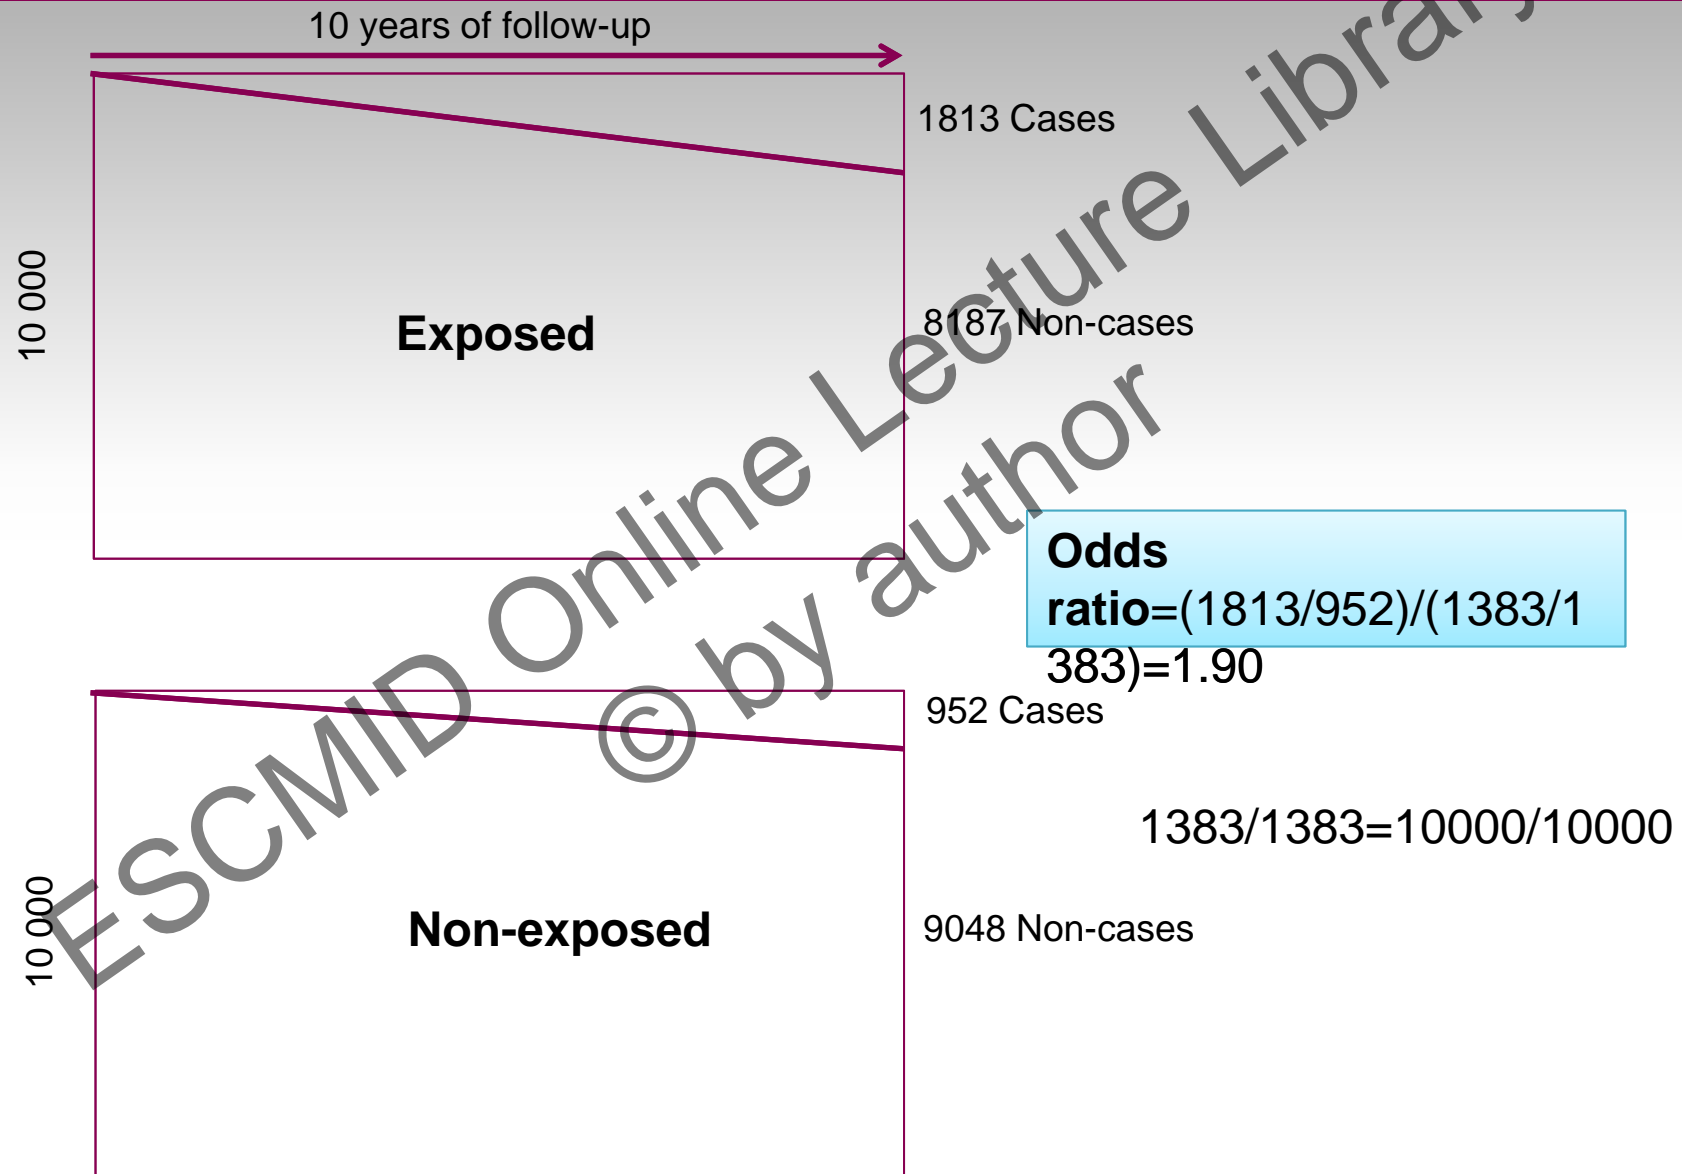 10 years of follow-up
1813 Cases
10 000
Exposed
8187 Non-cases
Odds
ratio=(1813/952)/(1383/1
383)=1.90
952 Cases
1383/1383=10000/10000
10 000
Non-exposed
9048 Non-cases
ESCMID Online Lecture Library
© by author